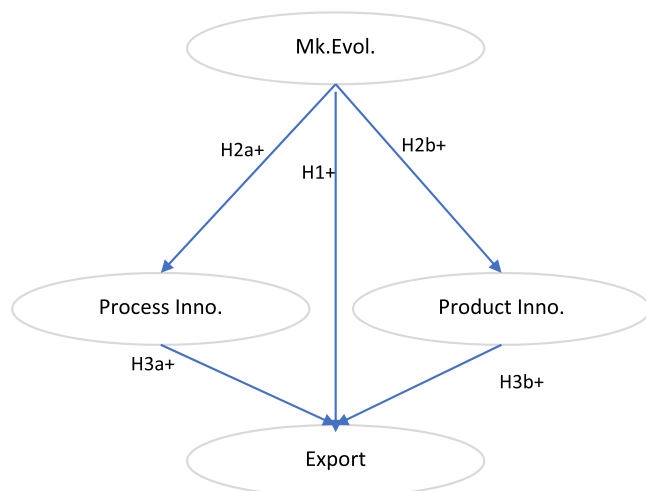 Mk.Evol.
H2a+
H2b+
H1+
Process Inno.
Product Inno.
H3a+
H3b+
Export